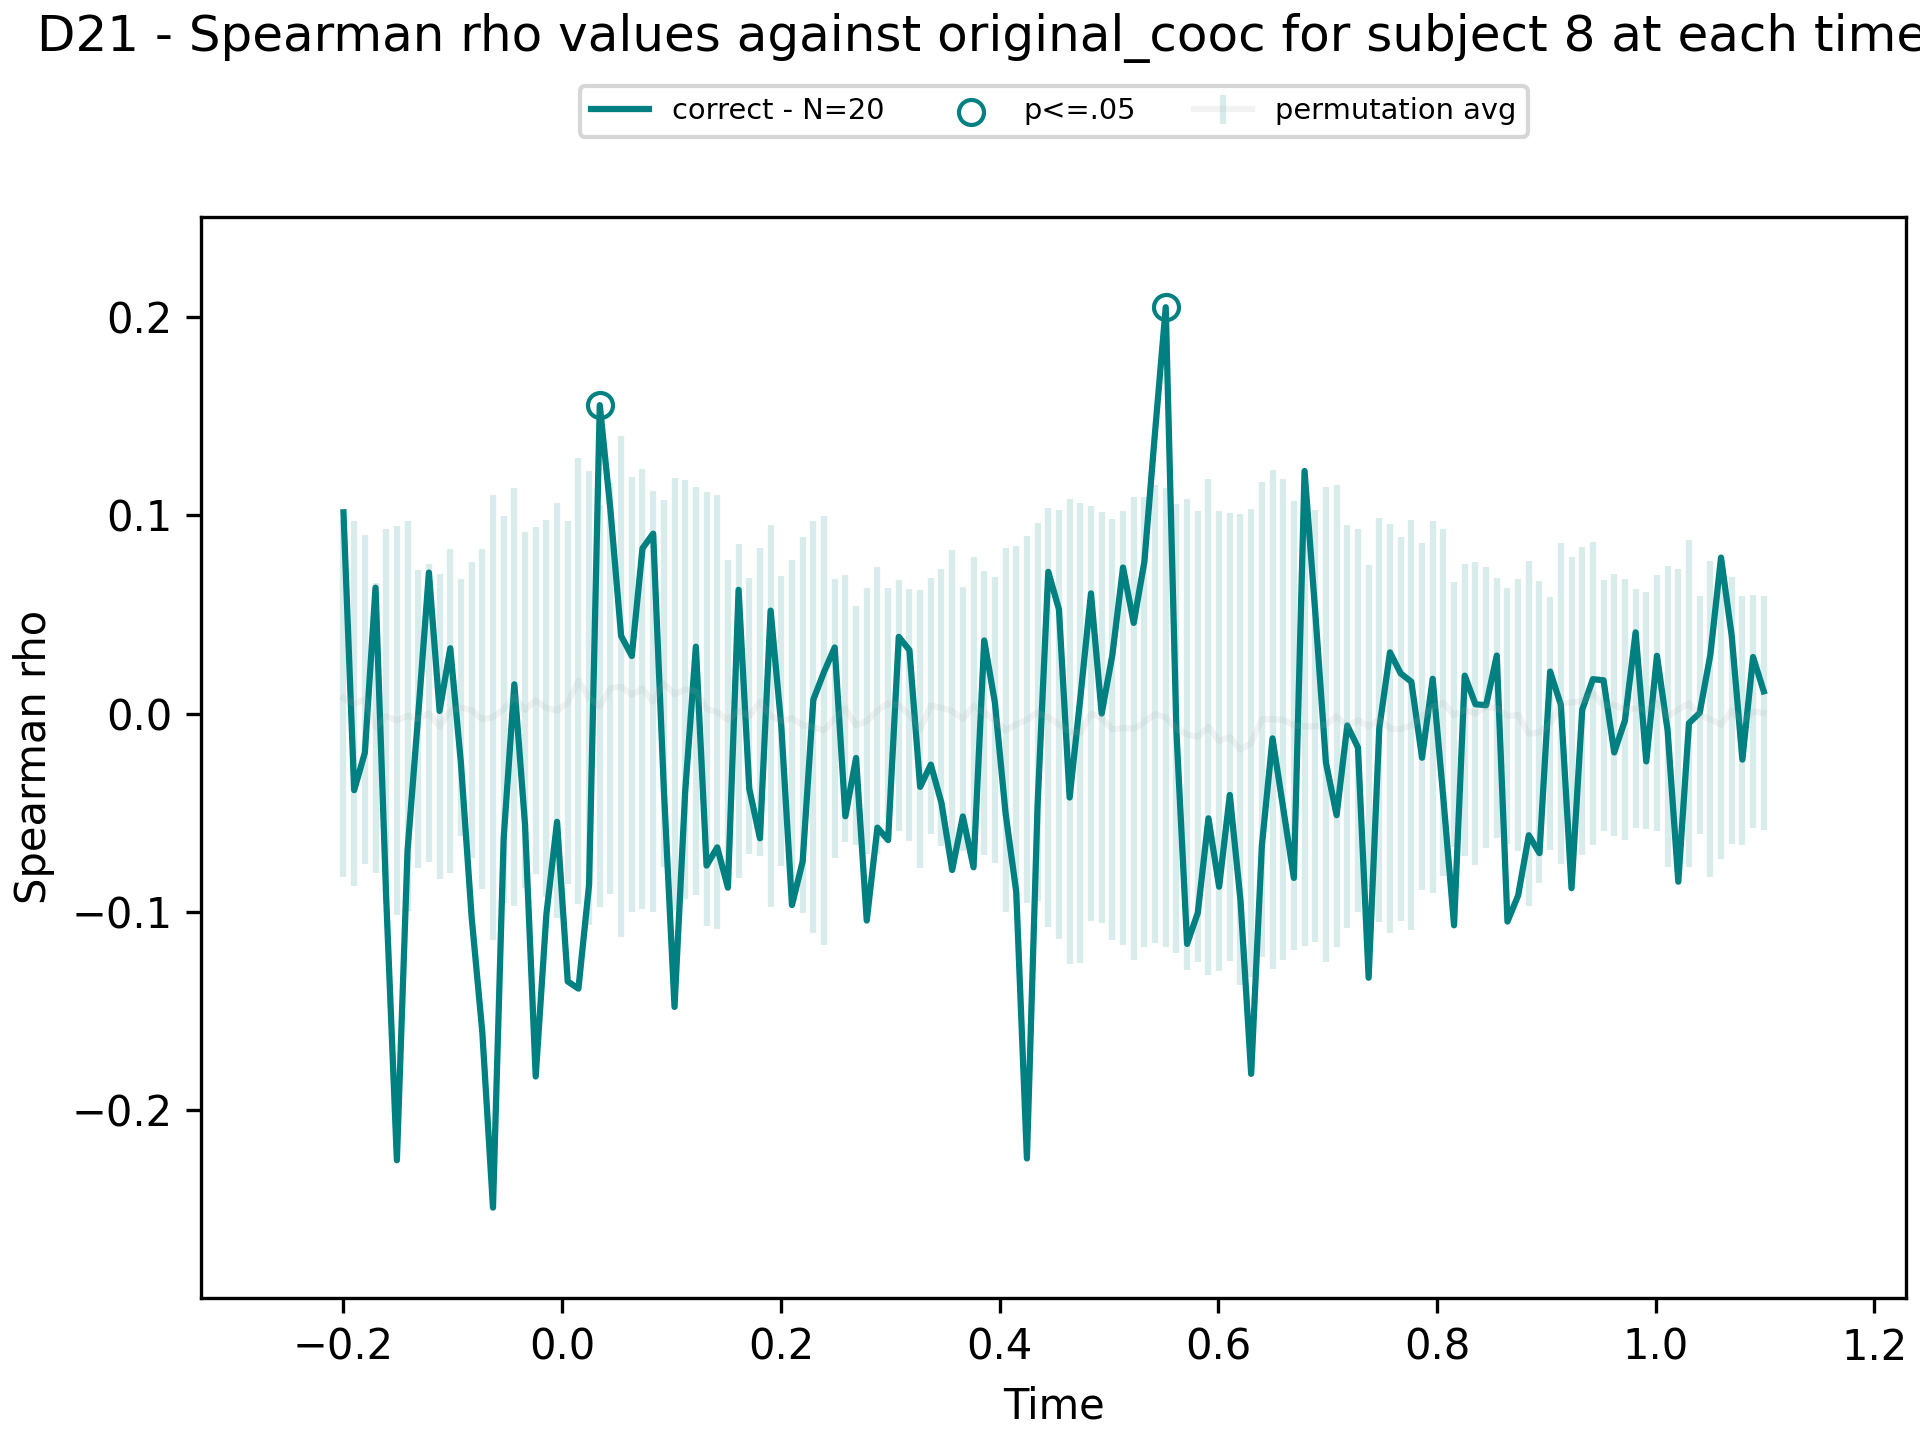 D21 - Spearman rho values against original_cooc for subject 8 at each time
correct - N=20
p<=.05
permutation avg
0.2
0.1
0.0
−0.1
−0.2
Spearman rho
−0.2
0.0
0.2
0.4
0.6
0.8
1.0
1.2
Time